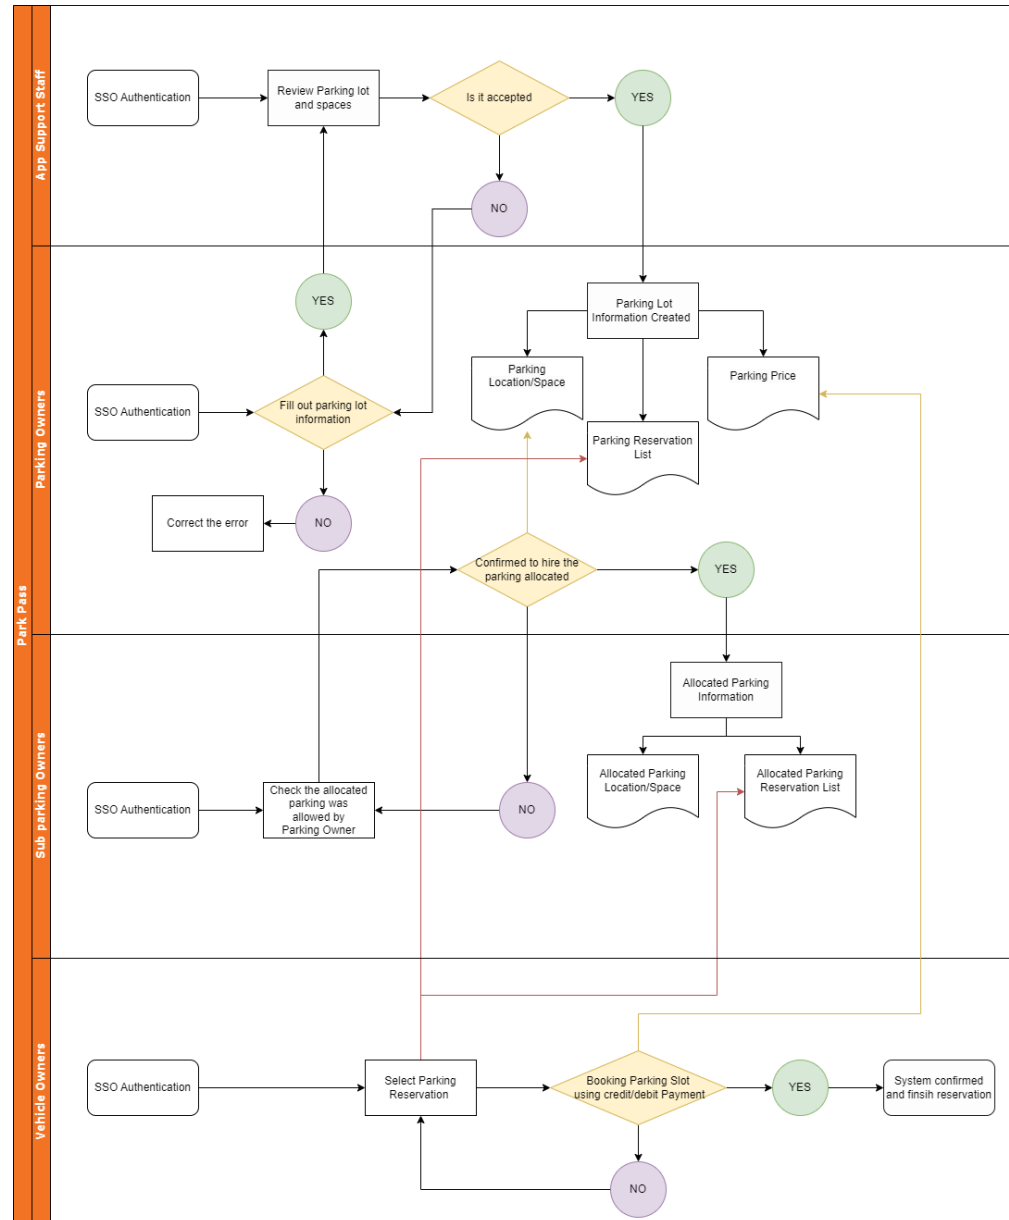 Park Pass
App Support Staff
SSO Authentication
Review Parking lot
and spaces
Is it accepted
YES
NO
Parking Owners
YES
Parking Lot
Information Created
Parking
Location/Space
Parking Price
SSO Authentication
Fill out parking lot
information
Parking Reservation
List
Correct the error
NO
Confirmed to hire the
parking allocated
YES
Sub parking Owners
Allocated Parking
Information
Allocated Parking
Location/Space
Allocated Parking
Reservation List
SSO Authentication
Check the allocated
parking was
allowed by
Parking Owner
NO
Vehicle Owners
SSO Authentication
Select Parking
Reservation
Booking Parking Slot
using credit/debit Payment
YES
System confirmed
and finsih reservation
NO